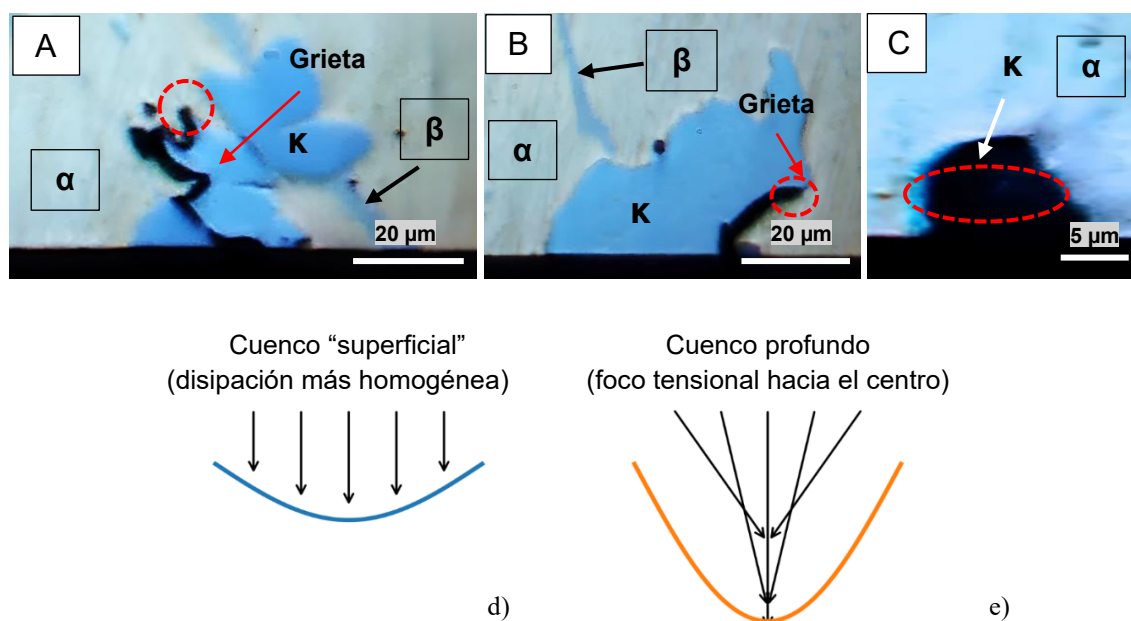 A
Grieta
κ
β
α
20 µm
B
β
Grieta
α
κ
20 µm
C
κ
α
5 µm
Cuenco “superficial”
(disipación más homogénea)
Cuenco profundo
(foco tensional hacia el centro)
d)
e)